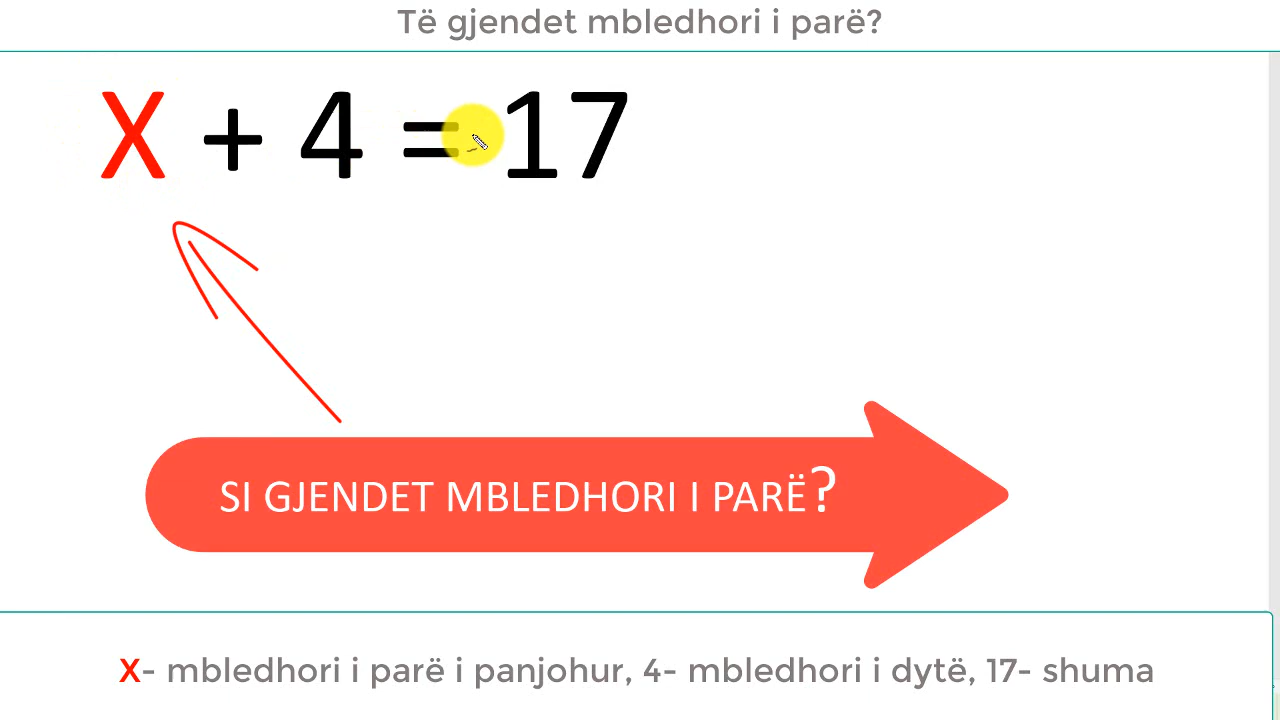 Të gjendet mbledhori i parë?
X + 4 = 17
SI GJENDET MBLEDHORI I PARË?
X- mbledhori i parë i panjohur, 4- mbledhori i dytë, 17- shuma